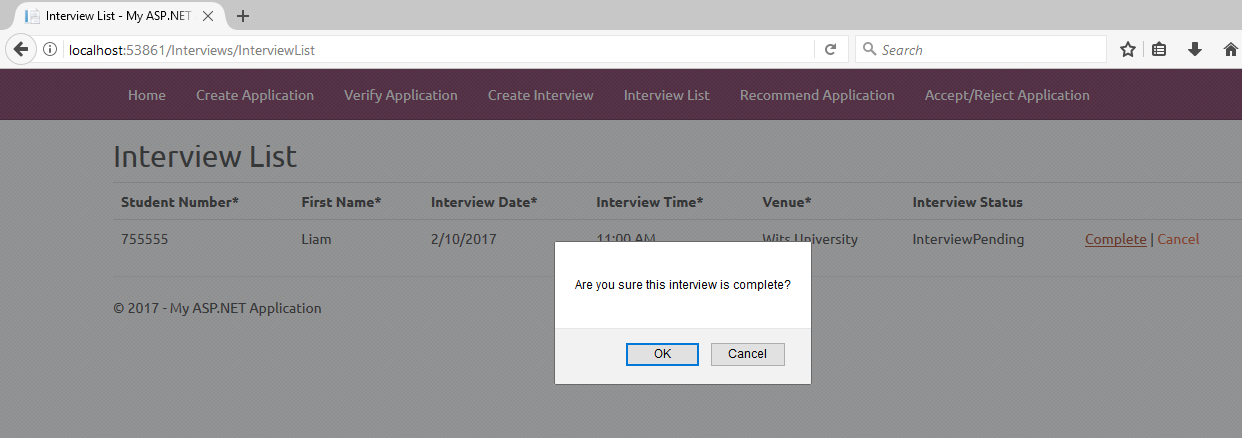 Interview List - My ASP.NET
localhost:53861/Interviews/InterviewList Search
Home Create Application Verify Application Create Interview Interview List Recommend Application Accept/Reject Application
Interview List
Student Number* First Name* Interview Date* Interview Time* Venue* Interview Status
755555 Liam 2/10/2017 11:00 AM Wits University InterviewPending Complete | Cancel
Are you sure this interview is complete?
© 2017 - My ASP.NET Application
OK Cancel